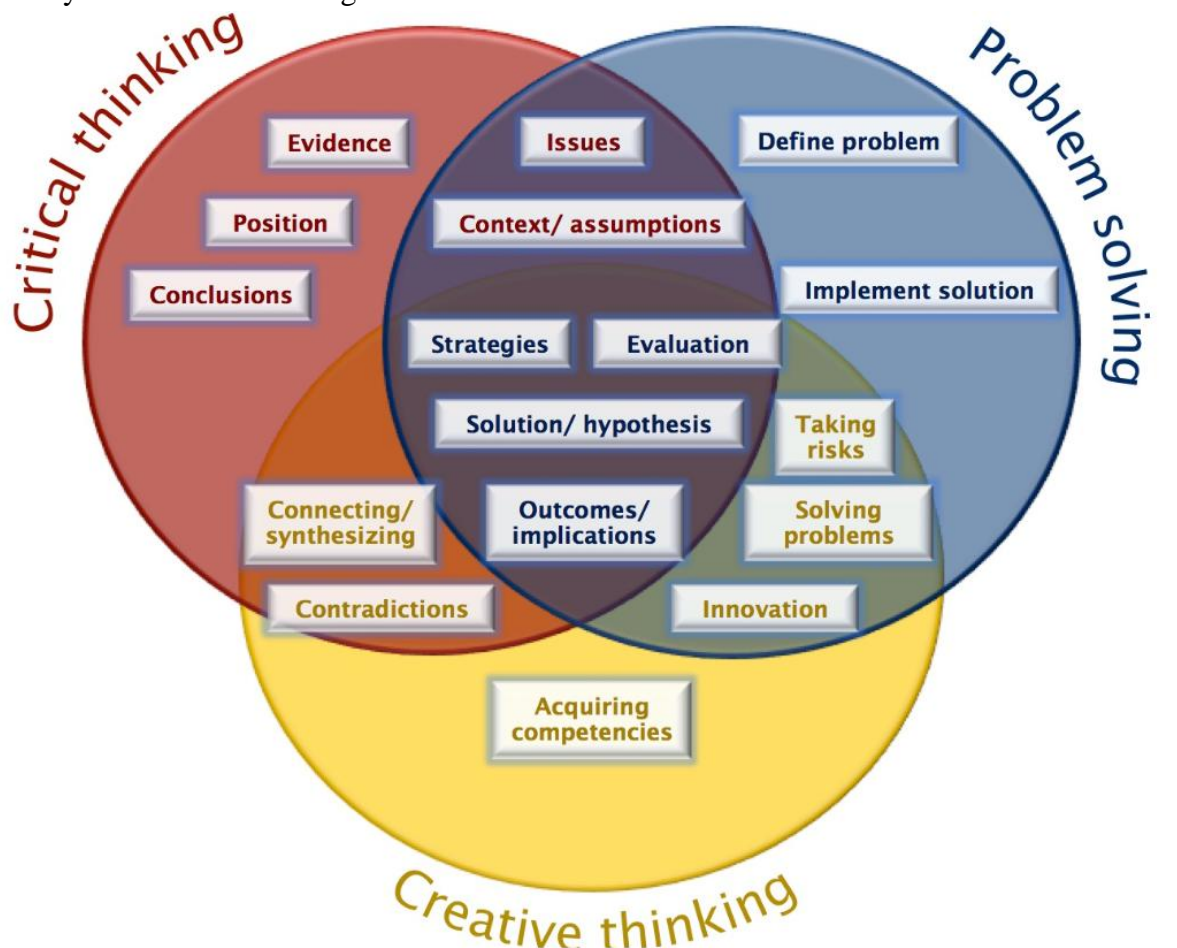 Critical thinking
Problem solving
Evidence
Issues
Define problem
Position
Context/ assumptions
Conclusions
Implement solution
Strategies
Evaluation
Solution/ hypothesis
Taking
risks
Connecting/
synthesizing
Outcomes/
implications
Solving
problems
Contradictions
Innovation
Acquiring
competencies
Creative thinking